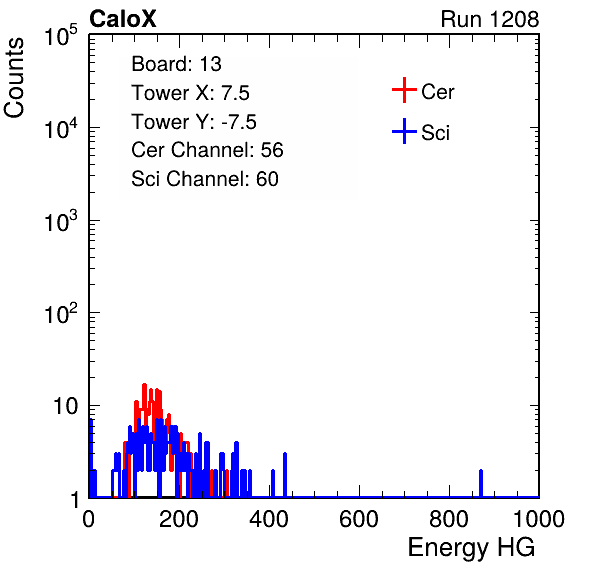 CaloX
Run 1208
Counts
10^5
10^4
10^3
10^2
10
1
Board: 13
Tower X: 7.5
Tower Y: -7.5
Cer Channel: 56
Sci Channel: 60
Cer
Sci
0 200 400 600 800 1000
Energy HG